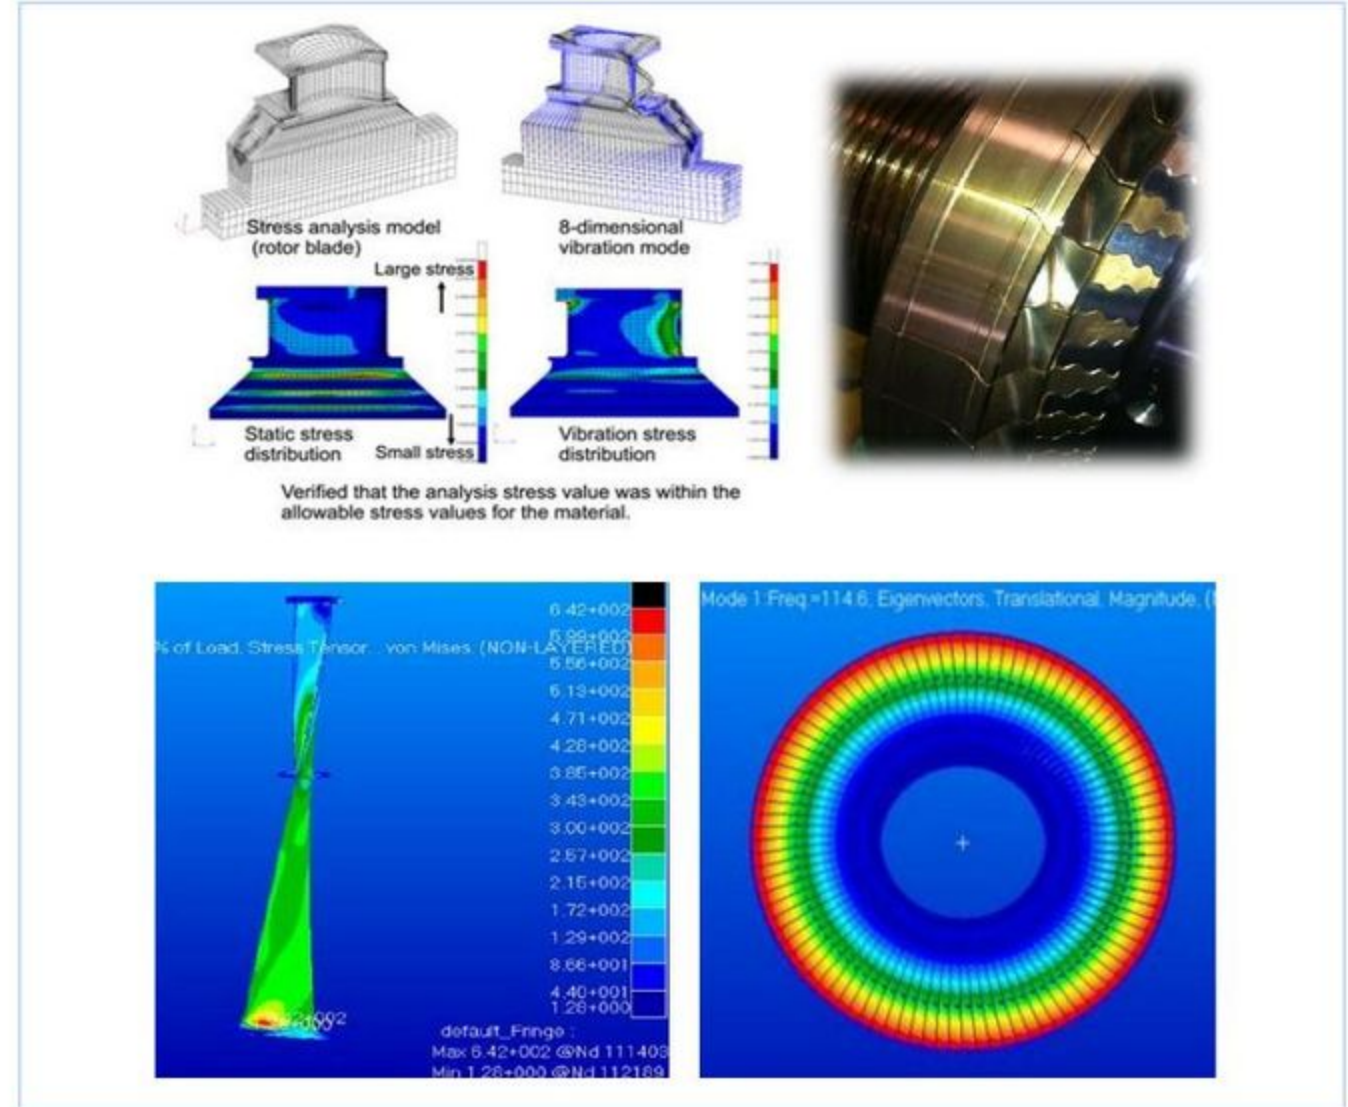 Stress analysis model
(rotor blade)
8-dimensional
vibration mode
Large stress
Static stress
distribution
Small stress
Vibration stress
distribution
Verified that the analysis stress value was within the
allowable stress values for the material.
% of Load, Stress Tensor, , von Mises, (NON-LAYERED)
6.42+002
5.99+002
5.56+002
5.13+002
4.71+002
4.28+002
3.85+002
3.43+002
3.00+002
2.57+002
2.15+002
1.72+002
1.29+002
8.66+001
4.40+001
1.28+000
default_Fringe :
Max 6.42+002 @Nd 111403
Min 1.28+000 @Nd 112189
Mode 1:Freq.=114.6, Eigenvectors, Translational, Magnitude, (